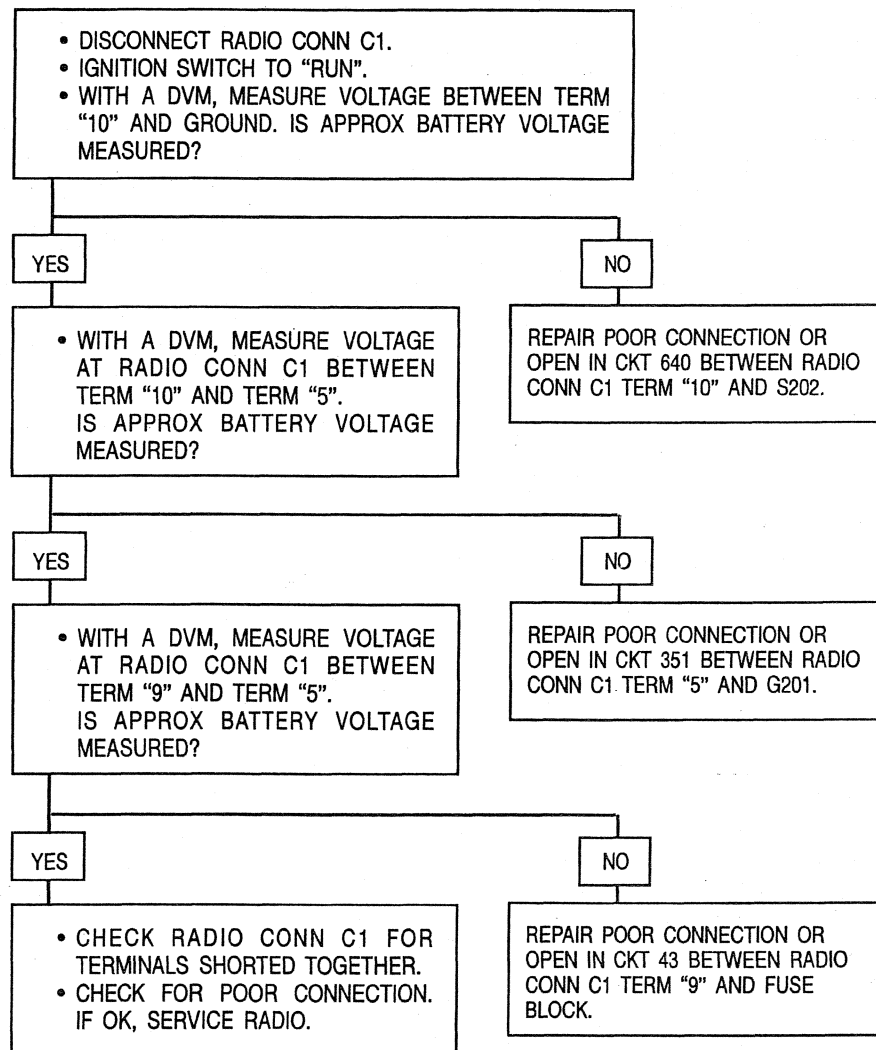 • DISCONNECT RADIO CONN C1.
• IGNITION SWITCH TO “RUN”.
• WITH A DVM, MEASURE VOLTAGE BETWEEN TERM
“10” AND GROUND. IS APPROX BATTERY VOLTAGE
MEASURED?
YES
NO
• WITH A DVM, MEASURE VOLTAGE
AT RADIO CONN C1 BETWEEN
TERM “10” AND TERM “5”.
IS APPROX BATTERY VOLTAGE
MEASURED?
REPAIR POOR CONNECTION OR
OPEN IN CKT 640 BETWEEN RADIO
CONN C1 TERM “10” AND S202.
YES
NO
• WITH A DVM, MEASURE VOLTAGE
AT RADIO CONN C1 BETWEEN
TERM “9” AND TERM “5”.
IS APPROX BATTERY VOLTAGE
MEASURED?
REPAIR POOR CONNECTION OR
OPEN IN CKT 351 BETWEEN RADIO
CONN C1 TERM “5” AND G201.
YES
NO
• CHECK RADIO CONN C1 FOR
TERMINALS SHORTED TOGETHER.
• CHECK FOR POOR CONNECTION.
IF OK, SERVICE RADIO.
REPAIR POOR CONNECTION OR
OPEN IN CKT 43 BETWEEN RADIO
CONN C1 TERM “9” AND FUSE
BLOCK.